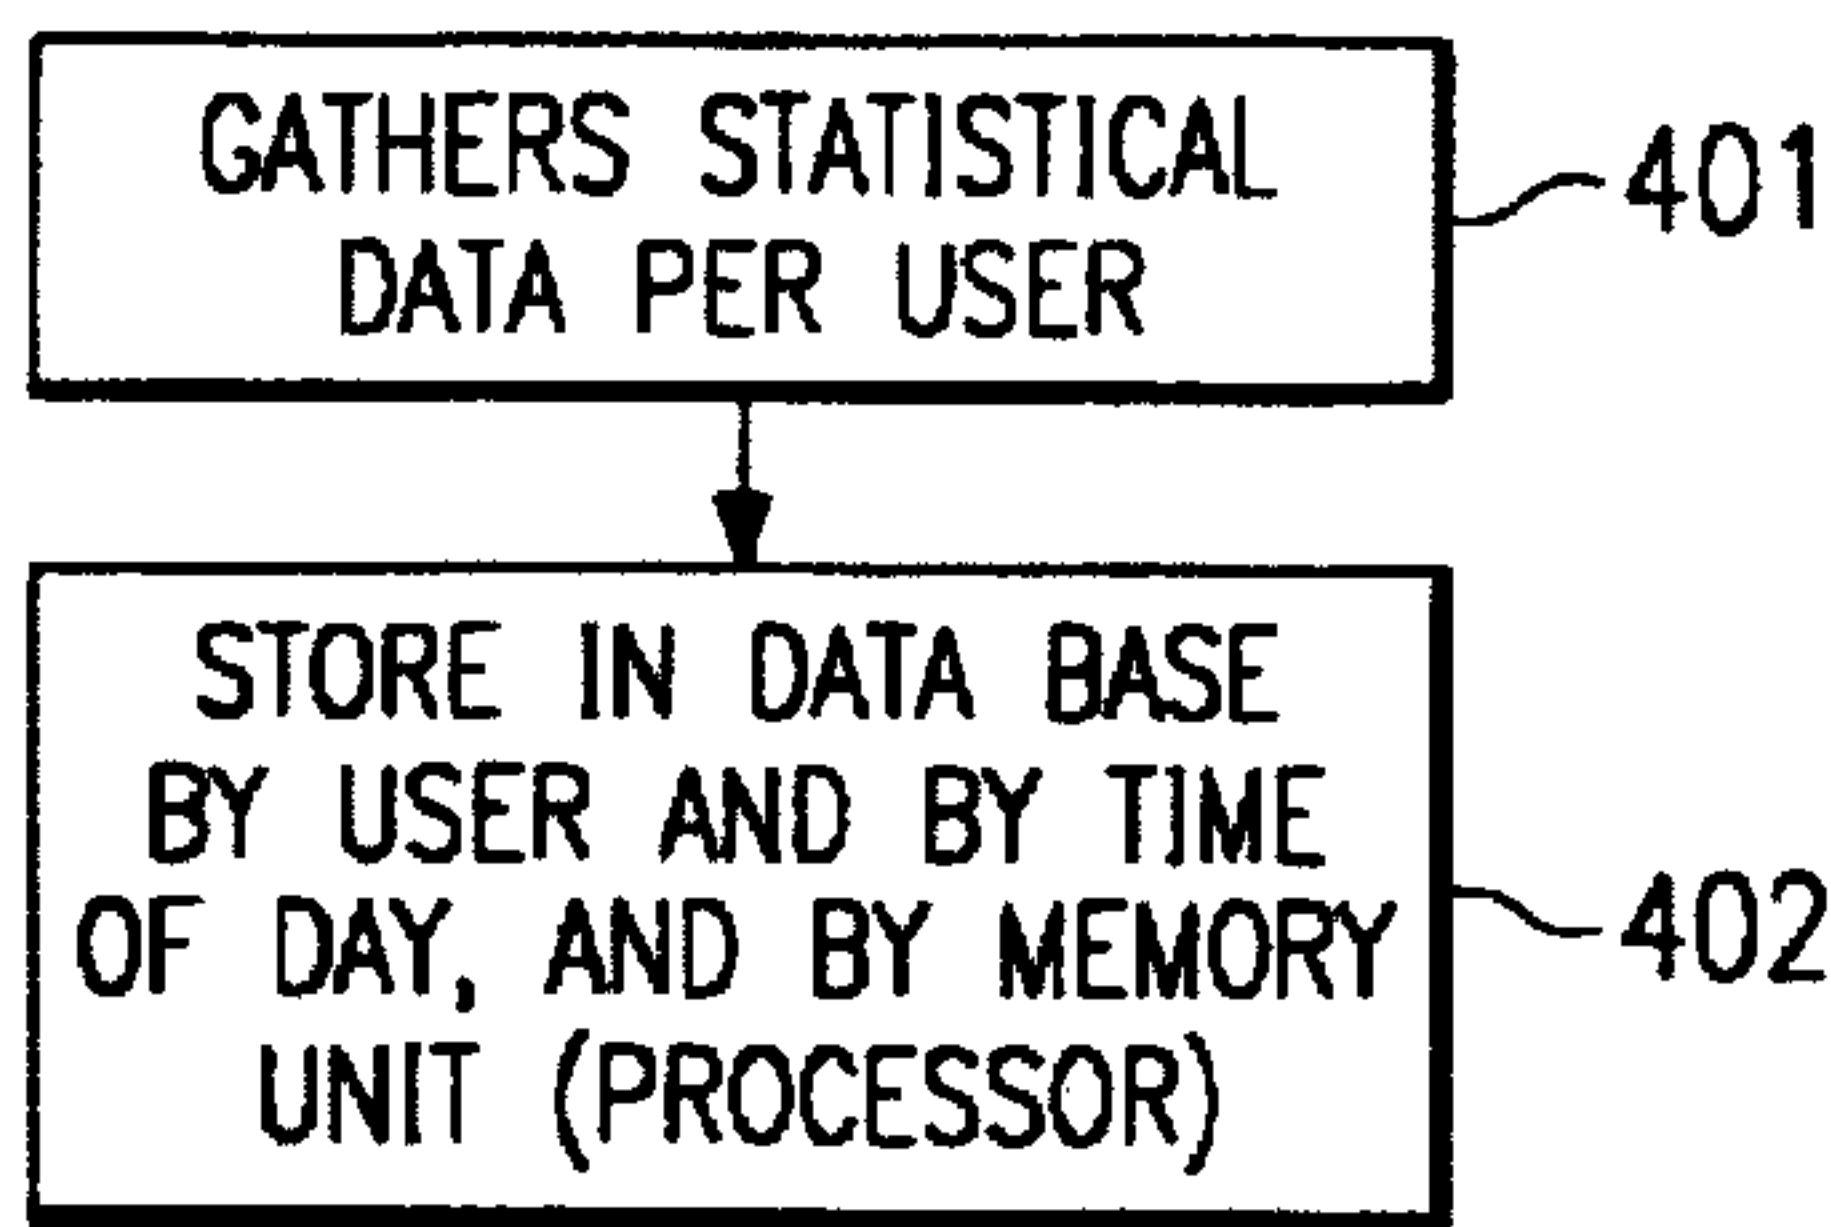 GATHERS STATISTICAL
DATA PER USER
401
STORE IN DATA BASE
BY USER AND BY TIME
OF DAY, AND BY MEMORY
UNIT (PROCESSOR)
402